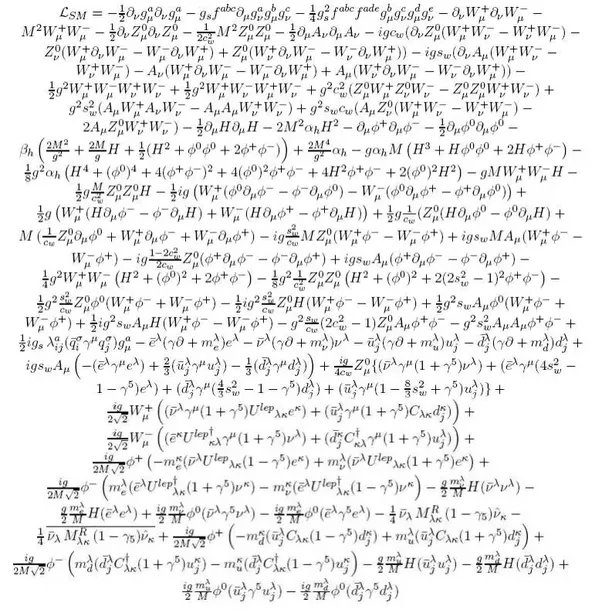 $\mathcal{L}_{SM} = -\frac{1}{2}\partial_\nu g^a_\mu \partial_\nu g^a_\mu - g_s f^{abc}\partial_\mu g^a_\nu g^b_\mu g^c_\nu - \frac{1}{4}g_s^2 f^{abc}f^{ade} g^b_\mu g^c_\nu g^d_\mu g^e_\nu - \partial_\nu W^+_\mu \partial_\nu W^-_\mu -$
$M^2 W^+_\mu W^-_\mu - \frac{1}{2}\partial_\nu Z^0_\mu \partial_\nu Z^0_\mu - \frac{1}{2c_w^2} M^2 Z^0_\mu Z^0_\mu - \frac{1}{2}\partial_\mu A_\nu \partial_\mu A_\nu - igc_w(\partial_\nu Z^0_\mu (W^+_\mu W^-_\nu - W^+_\nu W^-_\mu) -$
$Z^0_\nu (W^+_\mu \partial_\nu W^-_\mu - W^-_\mu \partial_\nu W^+_\mu) + Z^0_\mu (W^+_\nu \partial_\nu W^-_\mu - W^-_\nu \partial_\nu W^+_\mu)) - igs_w(\partial_\nu A_\mu (W^+_\mu W^-_\nu -$
$W^+_\nu W^-_\mu) - A_\nu (W^+_\mu \partial_\nu W^-_\mu - W^-_\mu \partial_\nu W^+_\mu) + A_\mu (W^+_\nu \partial_\nu W^-_\mu - W^-_\nu \partial_\nu W^+_\mu)) -$
$\frac{1}{2}g^2 W^+_\mu W^-_\mu W^+_\nu W^-_\nu + \frac{1}{2}g^2 W^+_\mu W^-_\nu W^+_\mu W^-_\nu + g^2 c_w^2 (Z^0_\mu W^+_\mu Z^0_\nu W^-_\nu - Z^0_\mu Z^0_\mu W^+_\nu W^-_\nu) +$
$g^2 s_w^2 (A_\mu W^+_\mu A_\nu W^-_\nu - A_\mu A_\mu W^+_\nu W^-_\nu) + g^2 s_w c_w (A_\mu Z^0_\nu (W^+_\mu W^-_\nu - W^+_\nu W^-_\mu) -$
$2A_\mu Z^0_\mu W^+_\nu W^-_\nu) - \frac{1}{2}\partial_\mu H \partial_\mu H - 2M^2 \alpha_h H^2 - \partial_\mu \phi^+ \partial_\mu \phi^- - \frac{1}{2}\partial_\mu \phi^0 \partial_\mu \phi^0 -$
$\beta_h \left( \frac{2M^2}{g^2} + \frac{2M}{g} H + \frac{1}{2}(H^2 + \phi^0 \phi^0 + 2\phi^+ \phi^-) \right) + \frac{2M^4}{g^2}\alpha_h - g\alpha_h M \left( H^3 + H\phi^0 \phi^0 + 2H\phi^+ \phi^- \right) -$
$\frac{1}{8}g^2 \alpha_h \left( H^4 + (\phi^0)^4 + 4(\phi^+ \phi^-)^2 + 4(\phi^0)^2 \phi^+ \phi^- + 4H^2 \phi^+ \phi^- + 2(\phi^0)^2 H^2 \right) - gM W^+_\mu W^-_\mu H -$
$\frac{1}{2}g\frac{M}{c_w^2} Z^0_\mu Z^0_\mu H - \frac{1}{2}ig \left( W^+_\mu (\phi^0 \partial_\mu \phi^- - \phi^- \partial_\mu \phi^0) - W^-_\mu (\phi^0 \partial_\mu \phi^+ - \phi^+ \partial_\mu \phi^0) \right) +$
$\frac{1}{2}g \left( W^+_\mu (H\partial_\mu \phi^- - \phi^- \partial_\mu H) + W^-_\mu (H\partial_\mu \phi^+ - \phi^+ \partial_\mu H) \right) + \frac{1}{2}g\frac{1}{c_w}(Z^0_\mu (H\partial_\mu \phi^0 - \phi^0 \partial_\mu H) +$
$M\,(\frac{1}{c_w} Z^0_\mu \partial_\mu \phi^0 + W^+_\mu \partial_\mu \phi^- + W^-_\mu \partial_\mu \phi^+) - ig\frac{s_w^2}{c_w} M Z^0_\mu (W^+_\mu \phi^- - W^-_\mu \phi^+) + igs_w M A_\mu (W^+_\mu \phi^- -$
$W^-_\mu \phi^+) - ig\frac{1-2c_w^2}{2c_w} Z^0_\mu (\phi^+ \partial_\mu \phi^- - \phi^- \partial_\mu \phi^+) + igs_w A_\mu (\phi^+ \partial_\mu \phi^- - \phi^- \partial_\mu \phi^+) -$
$\frac{1}{4}g^2 W^+_\mu W^-_\mu \left( H^2 + (\phi^0)^2 + 2\phi^+ \phi^- \right) - \frac{1}{8}g^2 \frac{1}{c_w^2} Z^0_\mu Z^0_\mu \left( H^2 + (\phi^0)^2 + 2(2s_w^2 - 1)^2 \phi^+ \phi^- \right) -$
$\frac{1}{2}g^2 \frac{s_w^2}{c_w} Z^0_\mu \phi^0 (W^+_\mu \phi^- + W^-_\mu \phi^+) - \frac{1}{2}ig^2 \frac{s_w^2}{c_w} Z^0_\mu H (W^+_\mu \phi^- - W^-_\mu \phi^+) + \frac{1}{2}g^2 s_w A_\mu \phi^0 (W^+_\mu \phi^- +$
$W^-_\mu \phi^+) + \frac{1}{2}ig^2 s_w A_\mu H (W^+_\mu \phi^- - W^-_\mu \phi^+) - g^2 \frac{s_w}{c_w}(2c_w^2 - 1) Z^0_\mu A_\mu \phi^+ \phi^- - g^2 s_w^2 A_\mu A_\mu \phi^+ \phi^- +$
$\frac{1}{2}ig_s\, \lambda^a_{ij} (\bar{q}^\sigma_i \gamma^\mu q^\sigma_j) g^a_\mu - \bar{e}^\lambda (\gamma\partial + m^\lambda_e) e^\lambda - \bar{\nu}^\lambda (\gamma\partial + m^\lambda_\nu) \nu^\lambda - \bar{u}^\lambda_j (\gamma\partial + m^\lambda_u) u^\lambda_j - \bar{d}^\lambda_j (\gamma\partial + m^\lambda_d) d^\lambda_j +$
$igs_w A_\mu \left( -(\bar{e}^\lambda \gamma^\mu e^\lambda) + \frac{2}{3}(\bar{u}^\lambda_j \gamma^\mu u^\lambda_j) - \frac{1}{3}(\bar{d}^\lambda_j \gamma^\mu d^\lambda_j) \right) + \frac{ig}{4c_w} Z^0_\mu \{ (\bar{\nu}^\lambda \gamma^\mu (1 + \gamma^5) \nu^\lambda) + (\bar{e}^\lambda \gamma^\mu (4s_w^2 -$
$1 - \gamma^5) e^\lambda) + (\bar{d}^\lambda_j \gamma^\mu (\frac{4}{3}s_w^2 - 1 - \gamma^5) d^\lambda_j) + (\bar{u}^\lambda_j \gamma^\mu (1 - \frac{8}{3}s_w^2 + \gamma^5) u^\lambda_j) \} +$
$\frac{ig}{2\sqrt{2}} W^+_\mu \left( (\bar{\nu}^\lambda \gamma^\mu (1 + \gamma^5) U^{lep}{}_{\lambda\kappa} e^\kappa) + (\bar{u}^\lambda_j \gamma^\mu (1 + \gamma^5) C_{\lambda\kappa} d^\kappa_j) \right) +$
$\frac{ig}{2\sqrt{2}} W^-_\mu \left( (\bar{e}^\kappa U^{lep\dagger}{}_{\kappa\lambda} \gamma^\mu (1 + \gamma^5) \nu^\lambda) + (\bar{d}^\kappa_j C^\dagger_{\kappa\lambda} \gamma^\mu (1 + \gamma^5) u^\lambda_j) \right) +$
$\frac{ig}{2M\sqrt{2}} \phi^+ \left( -m^\kappa_e (\bar{\nu}^\lambda U^{lep}{}_{\lambda\kappa} (1 - \gamma^5) e^\kappa) + m^\lambda_\nu (\bar{\nu}^\lambda U^{lep}{}_{\lambda\kappa} (1 + \gamma^5) e^\kappa \right) +$
$\frac{ig}{2M\sqrt{2}} \phi^- \left( m^\lambda_e (\bar{e}^\lambda U^{lep\dagger}{}_{\lambda\kappa} (1 + \gamma^5) \nu^\kappa) - m^\kappa_\nu (\bar{e}^\lambda U^{lep\dagger}{}_{\lambda\kappa} (1 - \gamma^5) \nu^\kappa \right) - \frac{g}{2}\frac{m^\lambda_\nu}{M} H (\bar{\nu}^\lambda \nu^\lambda) -$
$\frac{g}{2}\frac{m^\lambda_e}{M} H (\bar{e}^\lambda e^\lambda) + \frac{ig}{2}\frac{m^\lambda_\nu}{M} \phi^0 (\bar{\nu}^\lambda \gamma^5 \nu^\lambda) - \frac{ig}{2}\frac{m^\lambda_e}{M} \phi^0 (\bar{e}^\lambda \gamma^5 e^\lambda) - \frac{1}{4}\,\bar{\nu}_\lambda\, M^R_{\lambda\kappa} (1 - \gamma_5) \hat{\nu}_\kappa -$
$\frac{1}{4}\,\overline{\bar{\nu}_\lambda\, M^R_{\lambda\kappa} (1 - \gamma_5) \hat{\nu}_\kappa} + \frac{ig}{2M\sqrt{2}} \phi^+ \left( -m^\kappa_d (\bar{u}^\lambda_j C_{\lambda\kappa} (1 - \gamma^5) d^\kappa_j) + m^\lambda_u (\bar{u}^\lambda_j C_{\lambda\kappa} (1 + \gamma^5) d^\kappa_j \right) +$
$\frac{ig}{2M\sqrt{2}} \phi^- \left( m^\lambda_d (\bar{d}^\lambda_j C^\dagger_{\lambda\kappa} (1 + \gamma^5) u^\kappa_j) - m^\kappa_u (\bar{d}^\lambda_j C^\dagger_{\lambda\kappa} (1 - \gamma^5) u^\kappa_j \right) - \frac{g}{2}\frac{m^\lambda_u}{M} H (\bar{u}^\lambda_j u^\lambda_j) - \frac{g}{2}\frac{m^\lambda_d}{M} H (\bar{d}^\lambda_j d^\lambda_j) +$
$\frac{ig}{2}\frac{m^\lambda_u}{M} \phi^0 (\bar{u}^\lambda_j \gamma^5 u^\lambda_j) - \frac{ig}{2}\frac{m^\lambda_d}{M} \phi^0 (\bar{d}^\lambda_j \gamma^5 d^\lambda_j)$